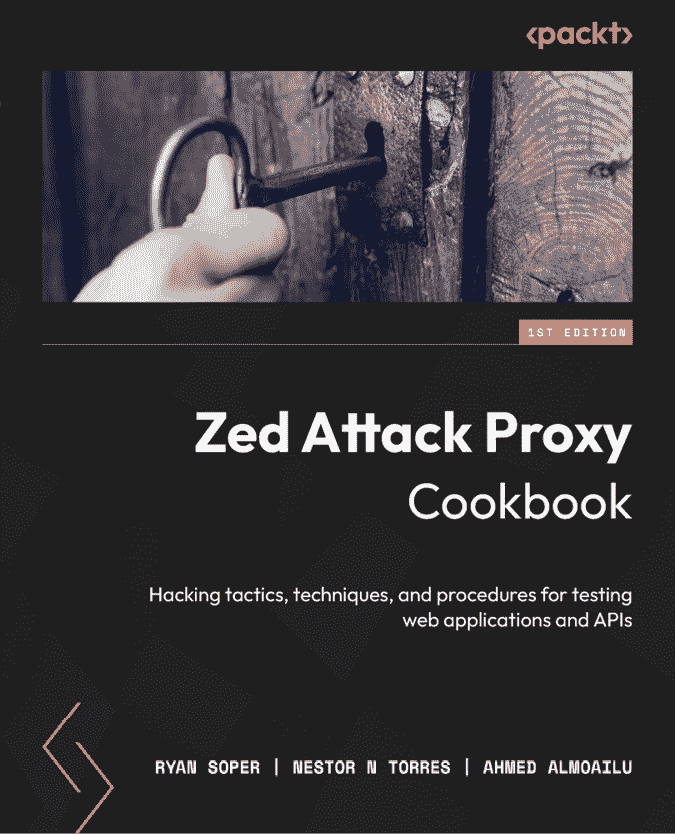 <packt>
1ST EDITION
Zed Attack Proxy
Cookbook
Hacking tactics, techniques, and procedures for testing
web applications and APIs
RYAN SOPER | NESTOR N TORRES | AHMED ALMOAILU